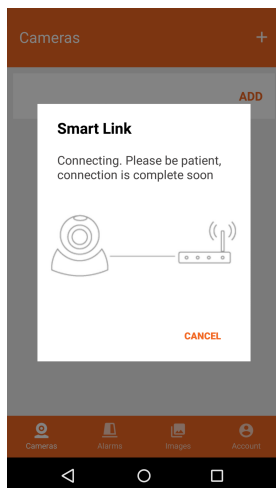 Cameras +
ADD
Smart Link
Connecting. Please be patient,
connection is complete soon
CANCEL
Cameras Alarms Images Account